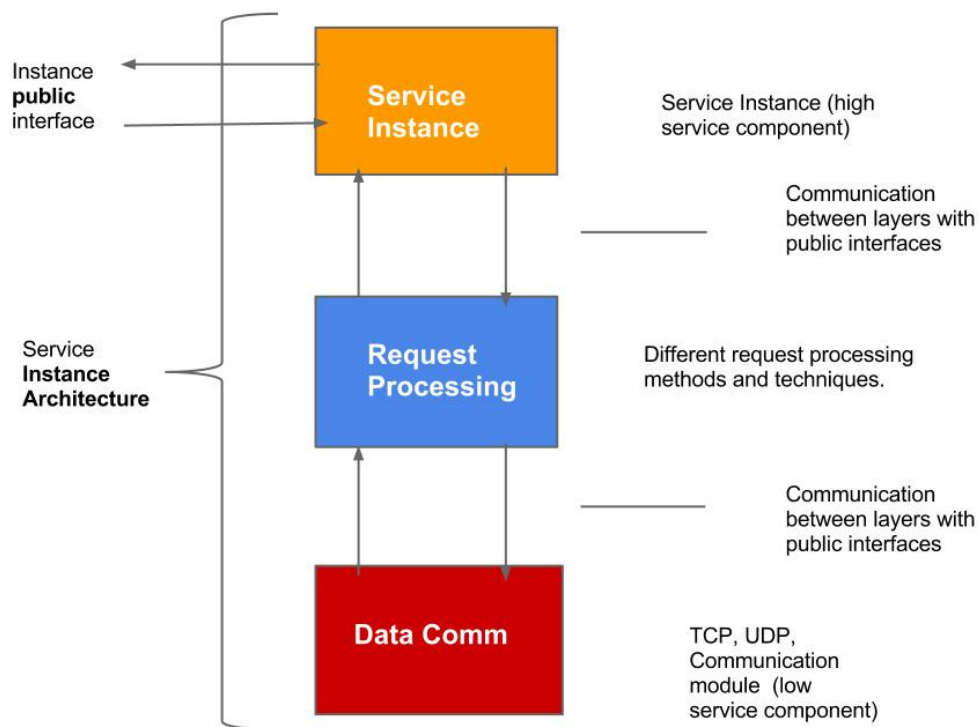 Instance
public
interface
Service
Instance
Service Instance (high
service component)
Communication
between layers with
public interfaces
Service
Instance
Architecture
Request
Processing
Different request processing
methods and techniques.
Communication
between layers with
public interfaces
Data Comm
TCP, UDP,
Communication
module  (low
service component)